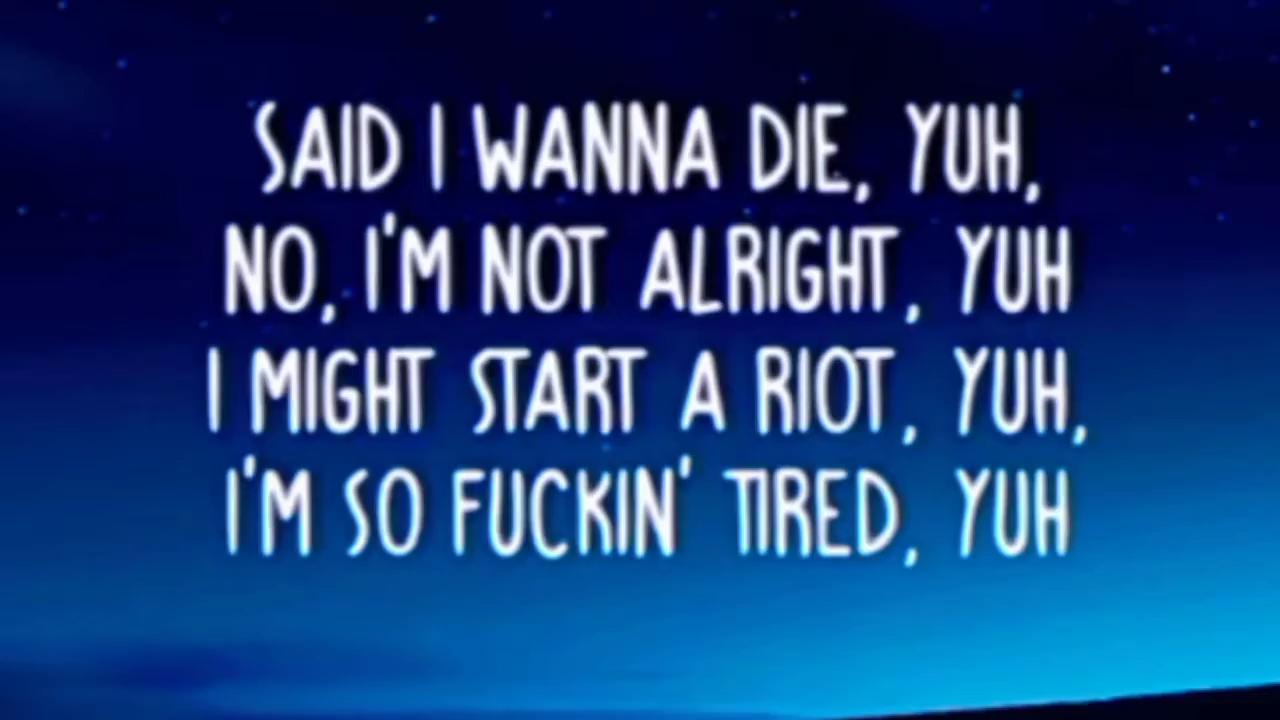 SAID I WANNA DIE, YUH,
NO, I'M NOT ALRIGHT, YUH
I MIGHT START A RIOT, YUH,
I'M SO FUCKIN' TIRED, YUH